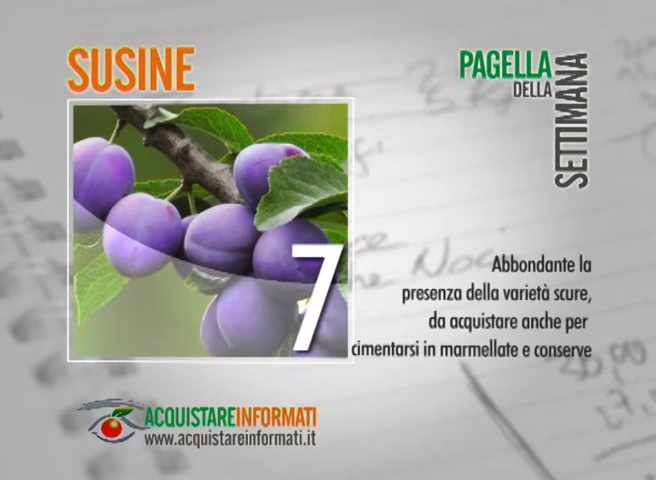 SUSINE
PAGELLA
DELLA
SETTIMANA
7
Abbondante la
presenza della varietà scure,
da acquistare anche per
cimentarsi in marmellate e conserve
Noci
ACQUISTAREINFORMATI
www.acquistareinformati.it